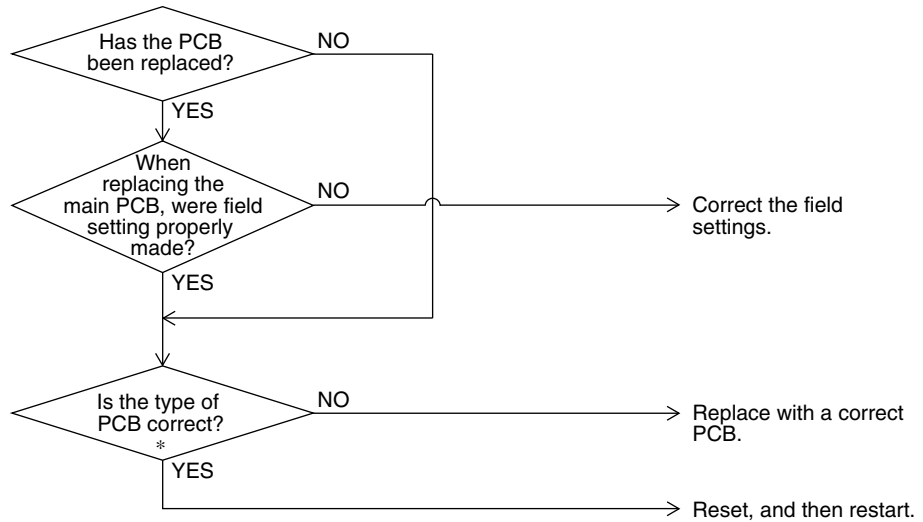 Has the PCB
been replaced?
NO
YES
When
replacing the
main PCB, were field
setting properly
made?
NO
Correct the field
settings.
YES
Is the type of
PCB correct?
*
NO
Replace with a correct
PCB.
YES
Reset, and then restart.